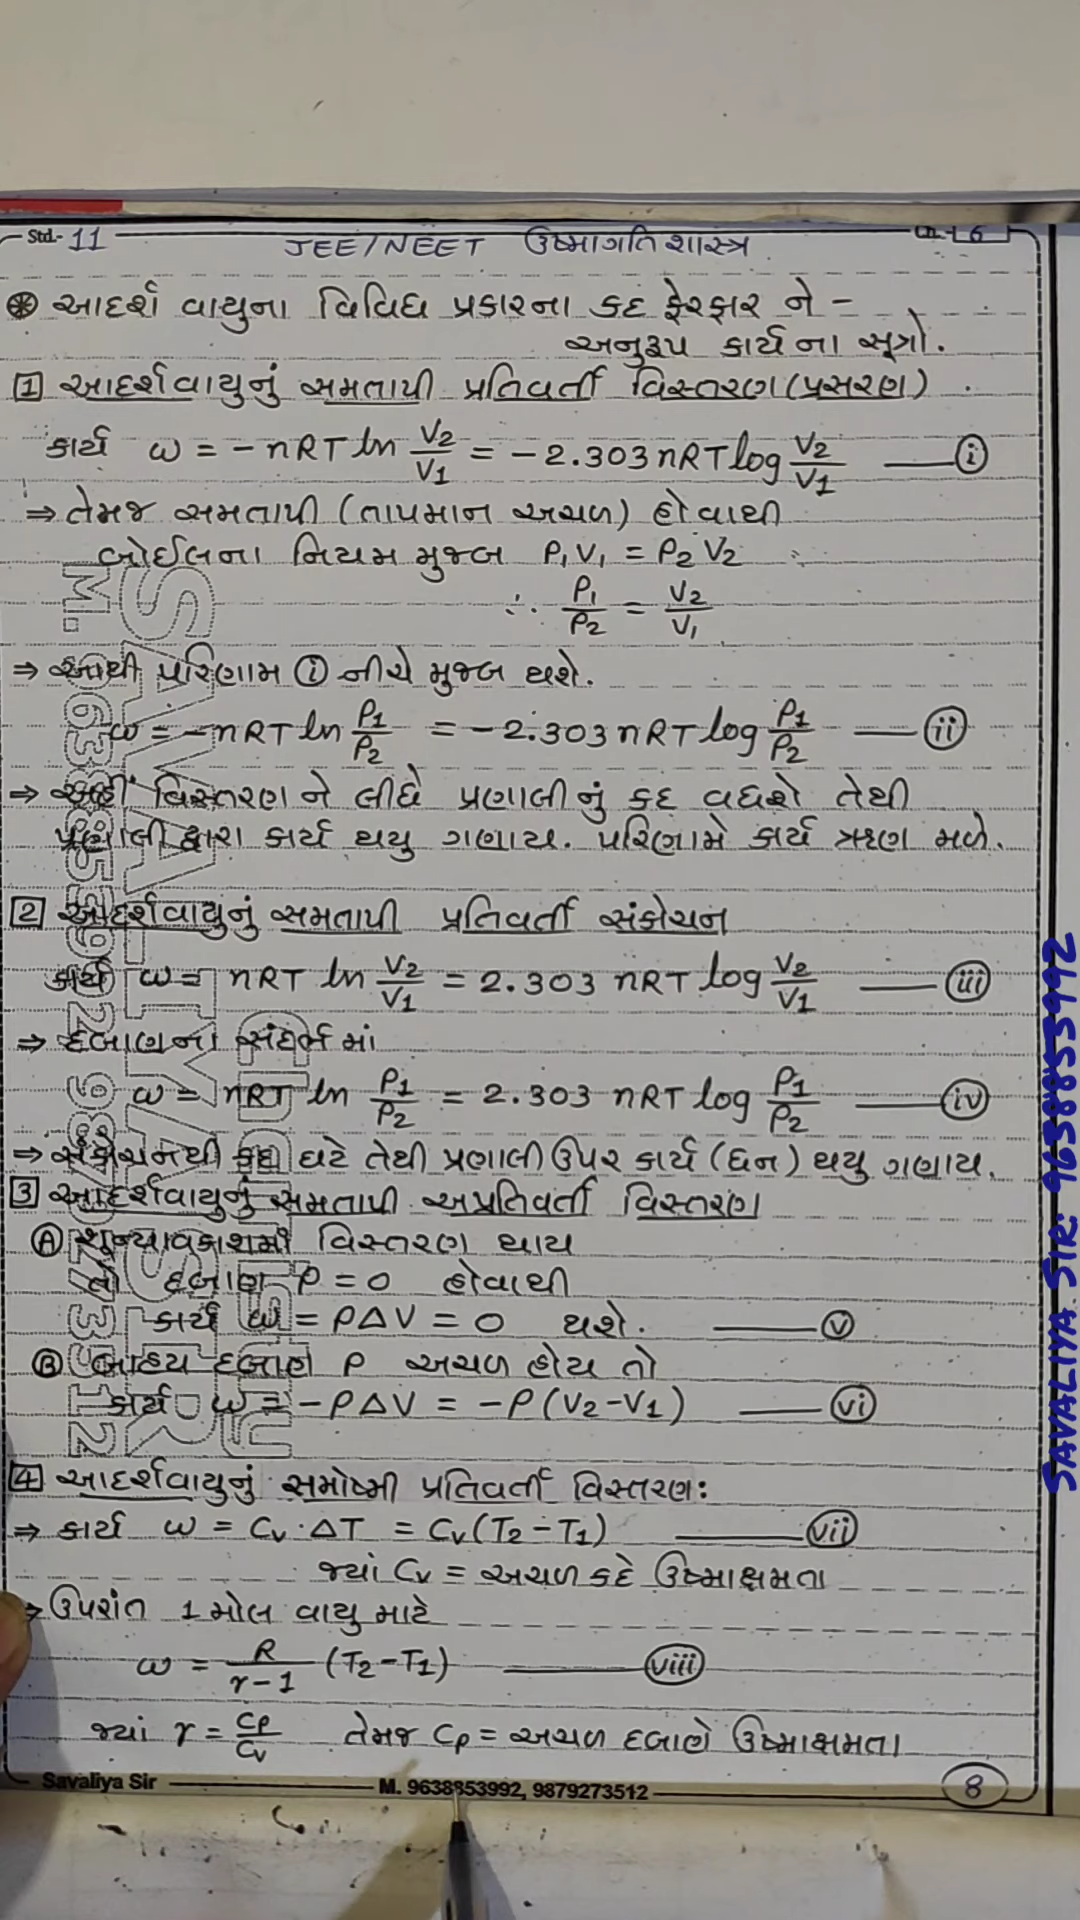 Std.- 11 JEE/NEET ઉષ્માગતિશાસ્ત્ર Ch.- 6
⊛ આદર્શ વાયુના વિવિધ પ્રકારના કદ ફેરફાર ને -
અનુરૂપ કાર્ય ના સૂત્રો.
1 આદર્શવાયુનું સમતાપી પ્રતિવર્તી વિસ્તરણ (પ્રસરણ)
કાર્ય ω = - nRT ln V2/V1 = - 2.303 nRT log V2/V1 —— (i)
⇒ તેમજ સમતાપી (તાપમાન અચળ) હોવાથી
બોઈલના નિયમ મુજબ P1V1 = P2V2
∴ P1/P2 = V2/V1
⇒ આથી પરિણામ (i) નીચે મુજબ થશે.
ω = - nRT ln P1/P2 = - 2.303 nRT log P1/P2 —— (ii)
⇒ અહીં વિસ્તરણ ને લીધે પ્રણાલી નું કદ વધશે તેથી
પ્રણાલી દ્વારા કાર્ય થયુ ગણાય. પરિણામે કાર્ય ઋણ મળે.
2 આદર્શવાયુનું સમતાપી પ્રતિવર્તી સંકોચન
કાર્ય ω = nRT ln V2/V1 = 2.303 nRT log V2/V1 —— (iii)
⇒ દબાણના સંદર્ભ માં
ω = nRT ln P1/P2 = 2.303 nRT log P1/P2 —— (iv)
⇒ સંકોચનથી કદ ઘટે તેથી પ્રણાલી ઉપર કાર્ય (ધન) થયુ ગણાય.
3 આદર્શવાયુનું સમતાપી અપ્રતિવર્તી વિસ્તરણ
(A) શૂન્યાવકાશમાં વિસ્તરણ થાય
તો દબાણ P = 0 હોવાથી
કાર્ય ω = PΔV = 0 થશે. —— (v)
(B) બાહ્ય દબાણ P અચળ હોય તો
કાર્ય ω = -PΔV = -P(V2-V1) —— (vi)
4 આદર્શવાયુનું સમોષ્મી પ્રતિવર્તી વિસ્તરણ:
⇒ કાર્ય ω = Cv·ΔT = Cv(T2-T1) —— (vii)
જ્યાં Cv = અચળ કદે ઉષ્માક્ષમતા
⇒ ઉપરાંત 1 મોલ વાયુ માટે
ω = R/r-1 (T2-T1) —— (viii)
જ્યાં r = Cp/Cv તેમજ Cp = અચળ દબાણે ઉષ્માક્ષમતા
Savaliya Sir M. 9638853992, 9879273512 8
SAVALIYA SIR: 9638853992